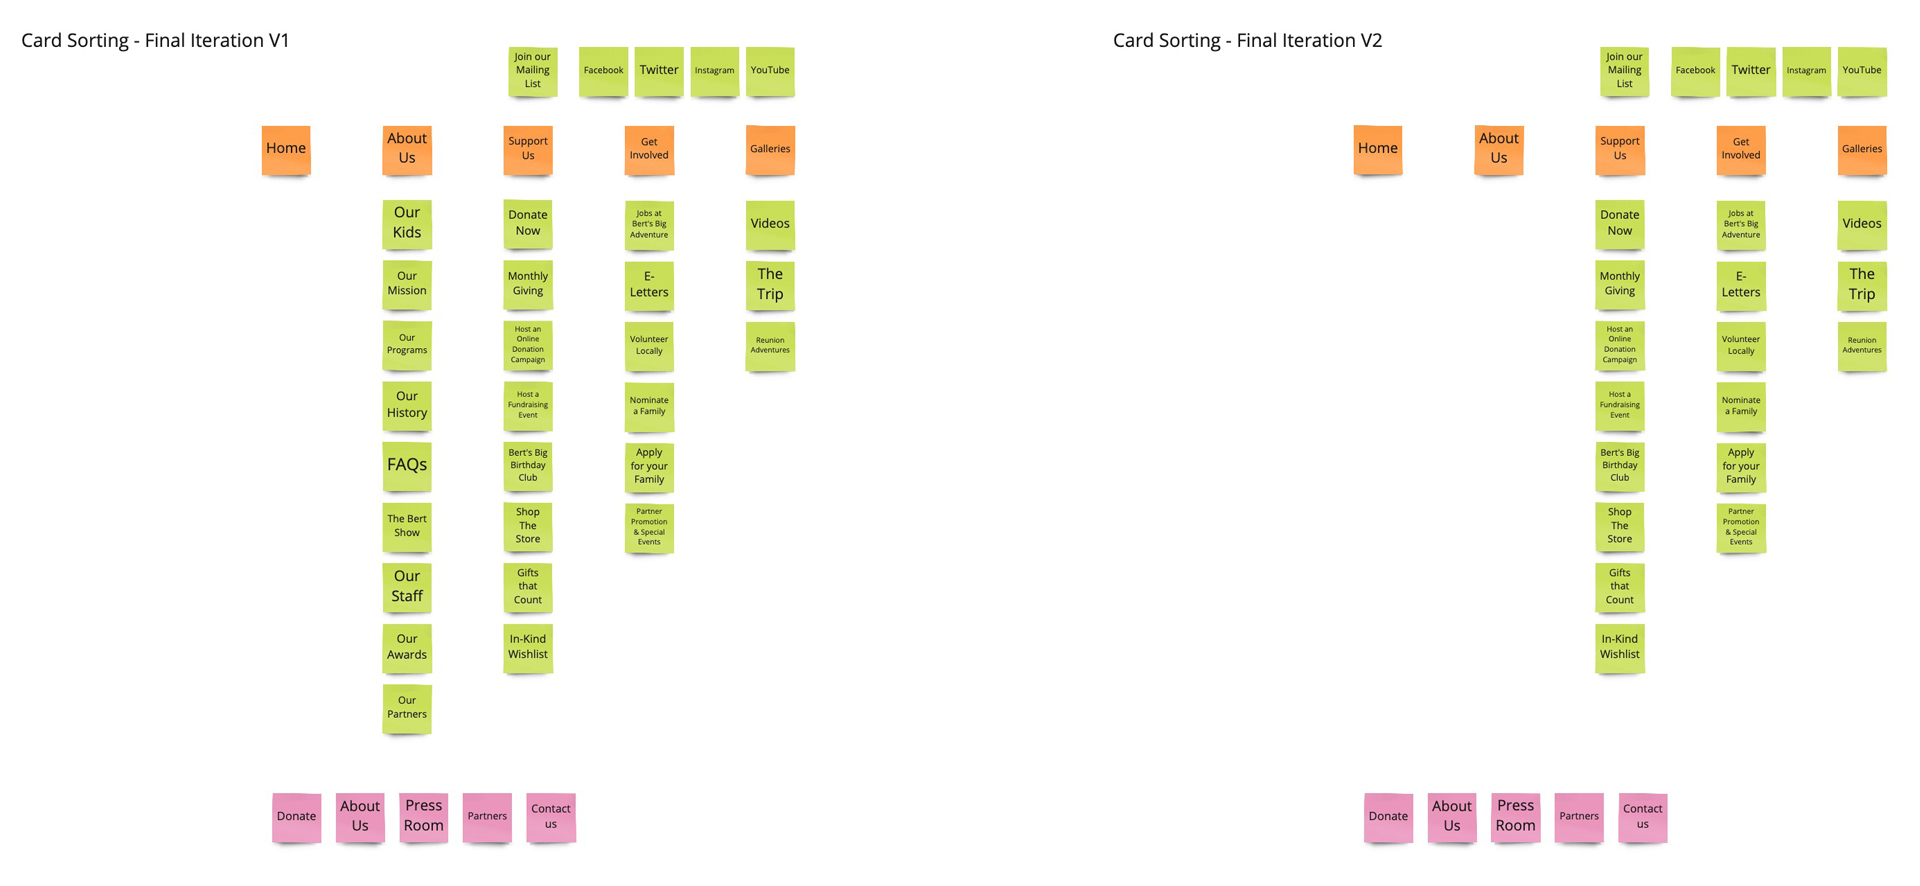 Card Sorting - Final Iteration V1
Join our
Mailing
List
Facebook
Twitter
Instagram
YouTube
Home
About
Us
Support
Us
Get
Involved
Galleries
Our
Kids
Our
Mission
Our
Programs
Our
History
FAQs
The Bert
Show
Our
Staff
Our
Awards
Our
Partners
Donate
Now
Monthly
Giving
Host an
Online
Donation
Campaign
Host a
Fundraising
Event
Bert's Big
Birthday
Club
Shop
The
Store
Gifts
that
Count
In-Kind
Wishlist
Jobs at
Bert's Big
Adventure
E-
Letters
Volunteer
Locally
Nominate
a Family
Apply
for your
Family
Partner
Promotion
& Special
Events
Videos
The
Trip
Reunion
Adventures
Donate
About
Us
Press
Room
Partners
Contact
us
Card Sorting - Final Iteration V2
Join our
Mailing
List
Facebook
Twitter
Instagram
YouTube
Home
About
Us
Support
Us
Get
Involved
Galleries
Donate
Now
Monthly
Giving
Host an
Online
Donation
Campaign
Host a
Fundraising
Event
Bert's Big
Birthday
Club
Shop
The
Store
Gifts
that
Count
In-Kind
Wishlist
Jobs at
Bert's Big
Adventure
E-
Letters
Volunteer
Locally
Nominate
a Family
Apply
for your
Family
Partner
Promotion
& Special
Events
Videos
The
Trip
Reunion
Adventures
Donate
About
Us
Press
Room
Partners
Contact
us